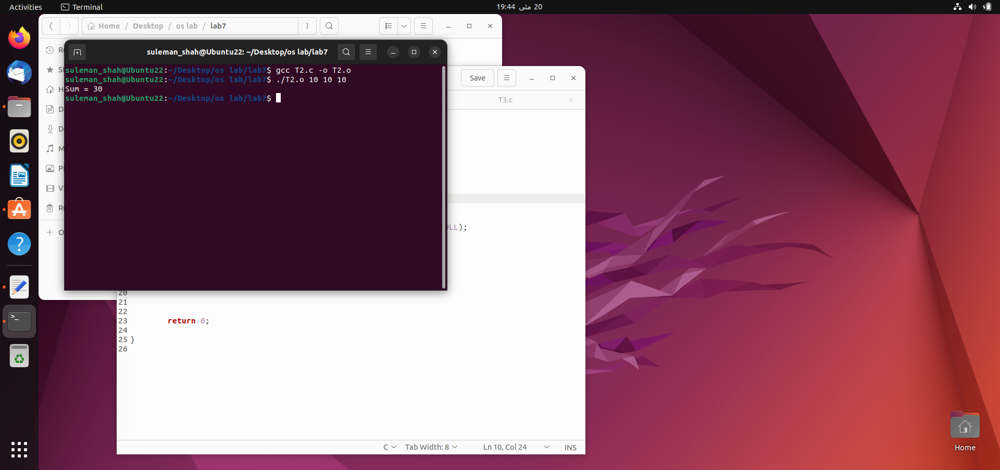 Activities
Terminal
20 مئی 19:44
Home / Desktop / os lab / lab7
suleman_shah@Ubuntu22: ~/Desktop/os lab/lab7
suleman_shah@Ubuntu22:~/Desktop/os lab/lab7$ gcc T2.c -o T2.o
suleman_shah@Ubuntu22:~/Desktop/os lab/lab7$ ./T2.o 10 10 10
Sum = 30
suleman_shah@Ubuntu22:~/Desktop/os lab/lab7$
Save
T3.c
LL);
20
21
22
23 return 0;
24
25 }
26
C
Tab Width: 8
Ln 10, Col 24
INS
Home